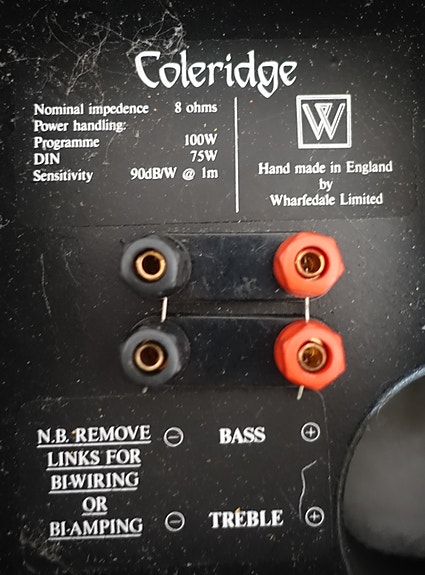 Coleridge
Nominal impedence 8 ohms
Power handling:
Programme 100W
DIN 75W
Sensitivity 90dB/W @ 1m
W
Hand made in England
by
Wharfedale Limited
N.B. REMOVE
LINKS FOR
BI-WIRING
OR
BI-AMPING
⊖ BASS ⊕
⊖ TREBLE ⊕